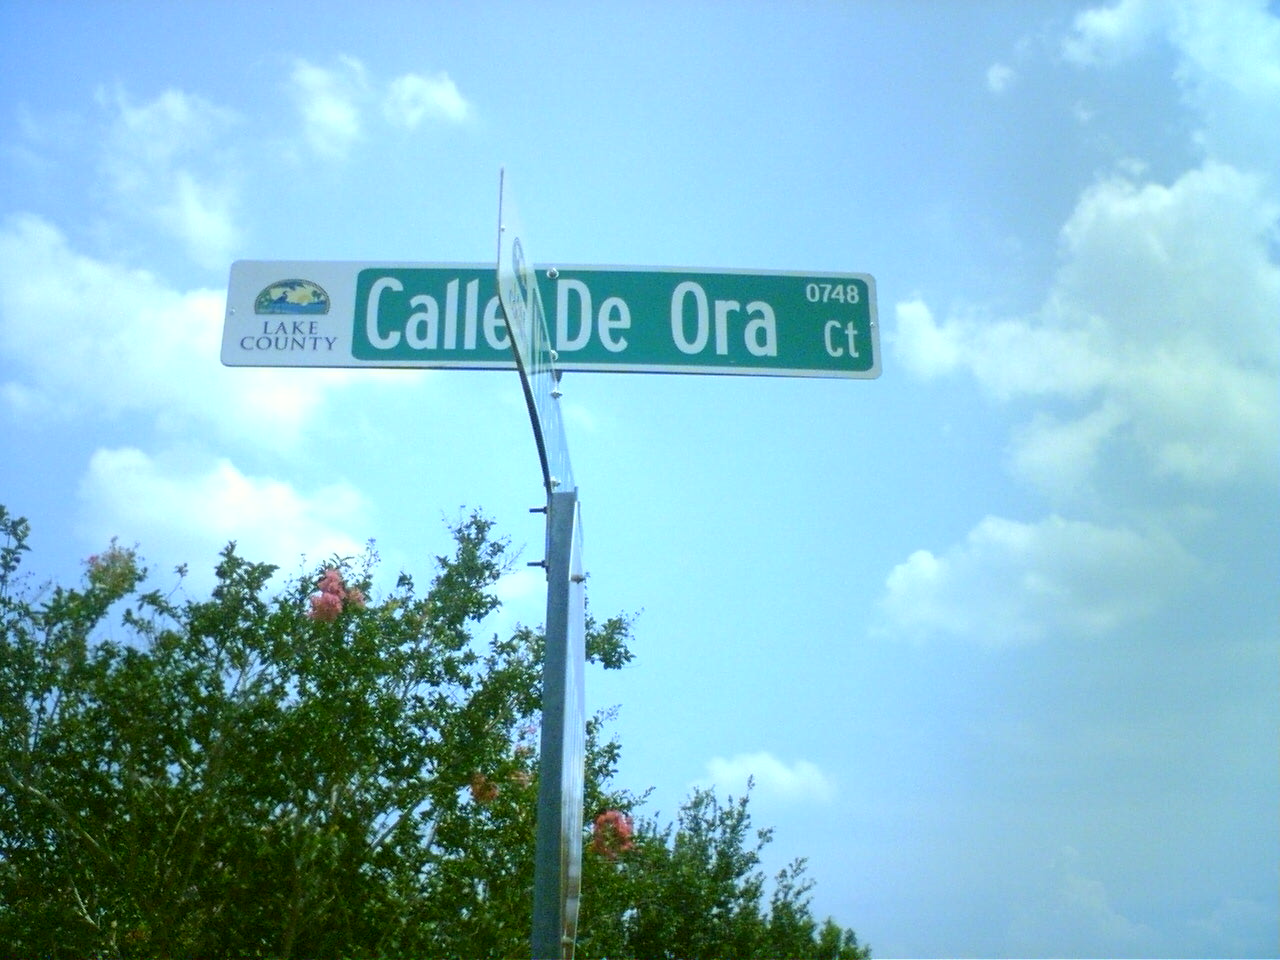 LAKE
COUNTY
Calle De Ora Ct
0748